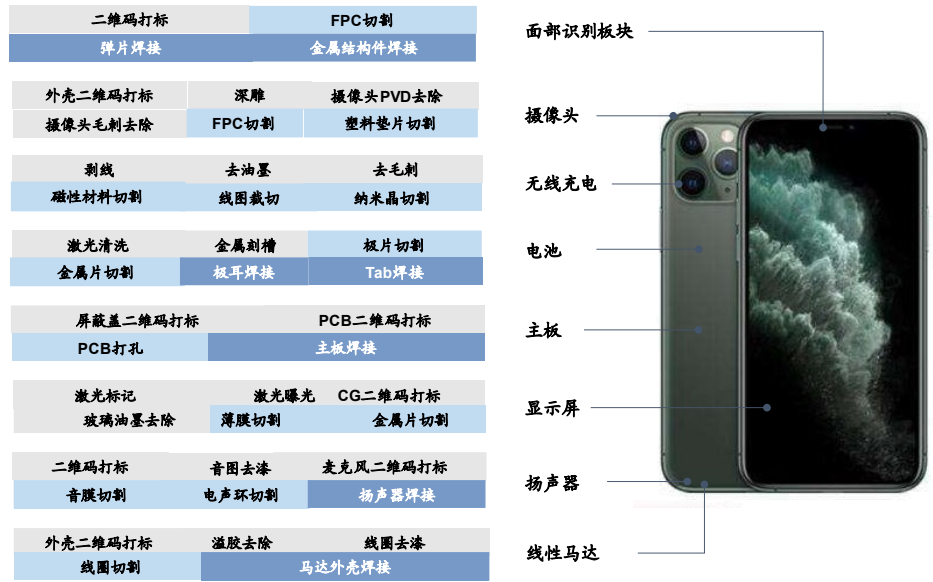 二维码打标 FPC切割
弹片焊接 金属结构件焊接
面部识别板块
外壳二维码打标 深雕 摄像头PVD去除
摄像头毛刺去除 FPC切割 塑料垫片切割
摄像头
剥线 去油墨 去毛刺
磁性材料切割 线图裁切 纳米晶切割
无线充电
激光清洗 金属刻槽 极片切割
金属片切割 极耳焊接 Tab焊接
电池
屏蔽盖二维码打标 PCB二维码打标
PCB打孔 主板焊接
主板
激光标记 激光曝光 CG二维码打标
玻璃油墨去除 薄膜切割 金属片切割
显示屏
二维码打标 音图去漆 麦克风二维码打标
音膜切割 电声环切割 扬声器焊接
扬声器
外壳二维码打标 溢胶去除 线圈去漆
线圈切割 马达外壳焊接
线性马达